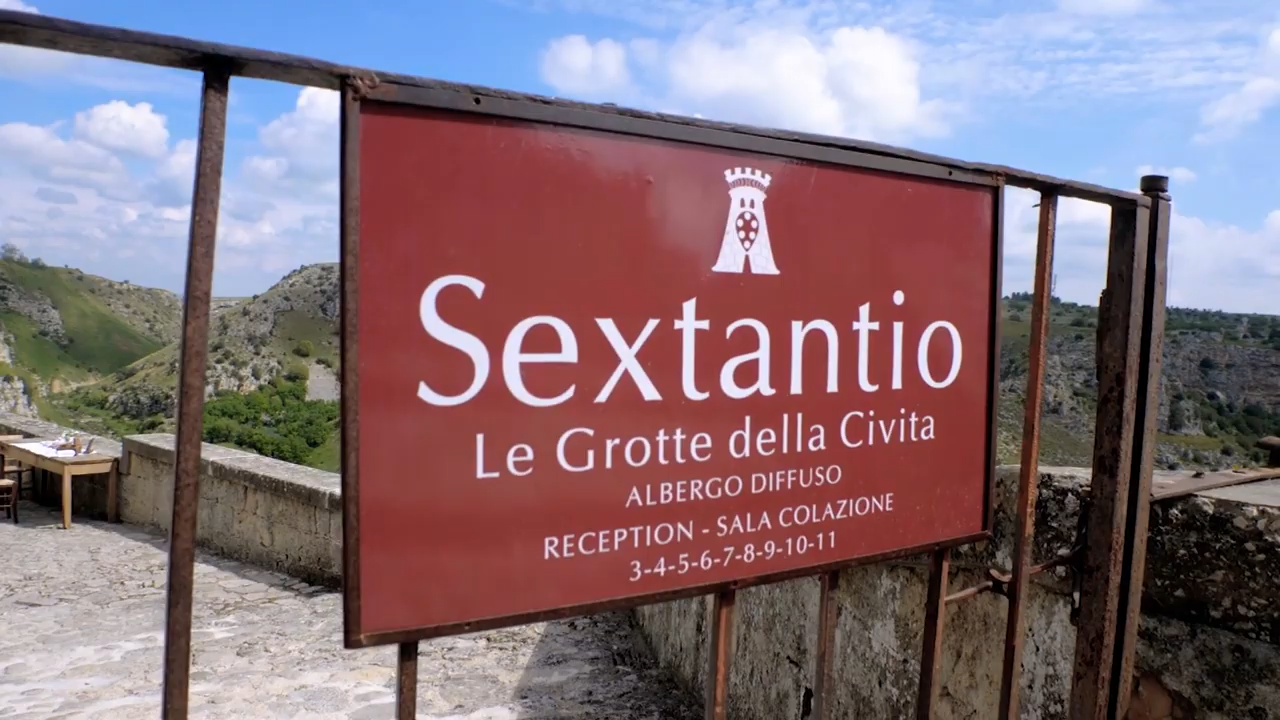 Sextantio
Le Grotte della Civita
ALBERGO DIFFUSO
RECEPTION - SALA COLAZIONE
3-4-5-6-7-8-9-10-11